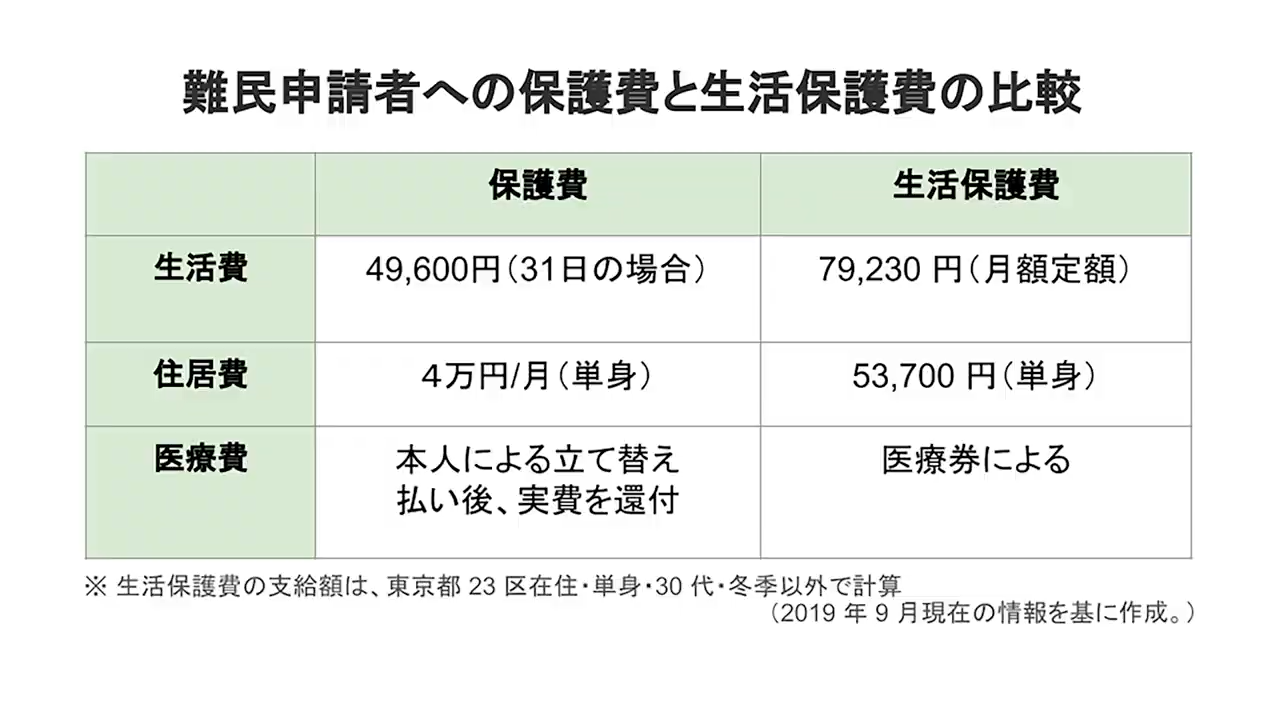 難民申請者への保護費と生活保護費の比較
保護費
生活保護費
生活費
49,600円（31日の場合）
79,230 円（月額定額）
住居費
４万円/月（単身）
53,700 円（単身）
医療費
本人による立て替え
払い後、実費を還付
医療券による
※ 生活保護費の支給額は、東京都 23 区在住・単身・30 代・冬季以外で計算
（2019 年 9 月現在の情報を基に作成。）